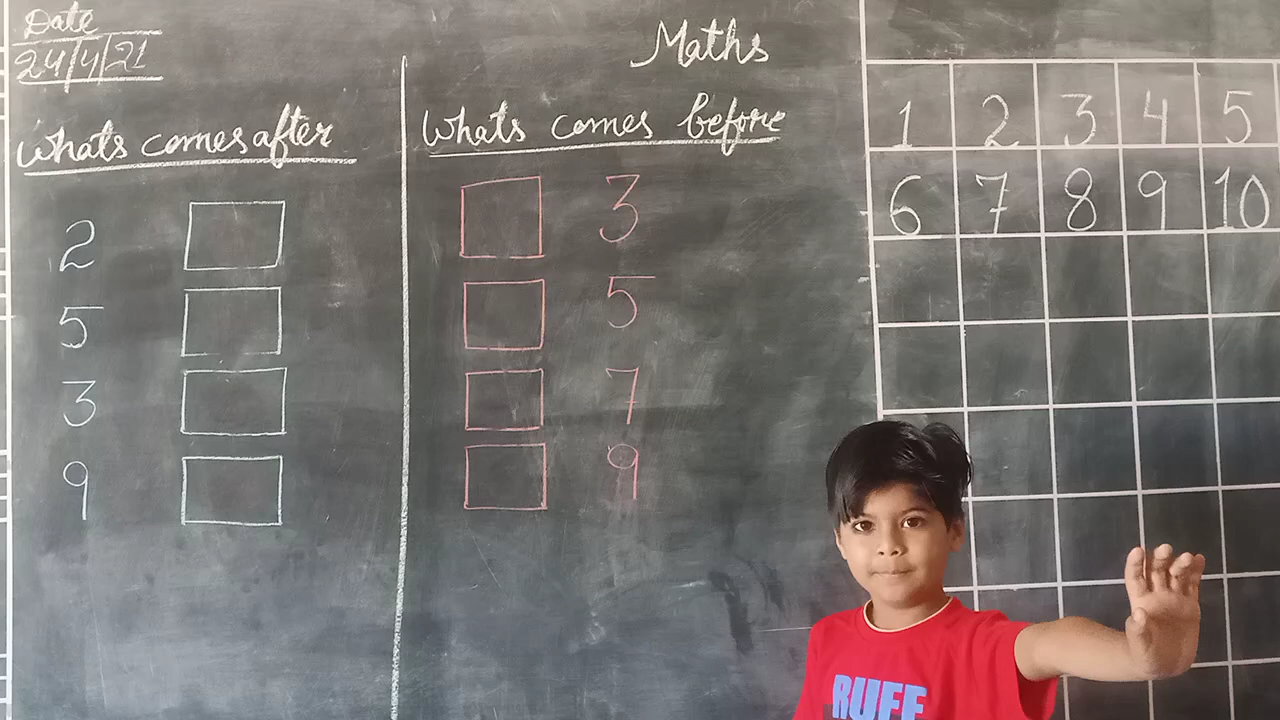 Date
24/4/21
Maths
Whats comes after
2
5
3
9
Whats comes before
3
5
7
9
1 2 3 4 5
6 7 8 9 10
RUFF